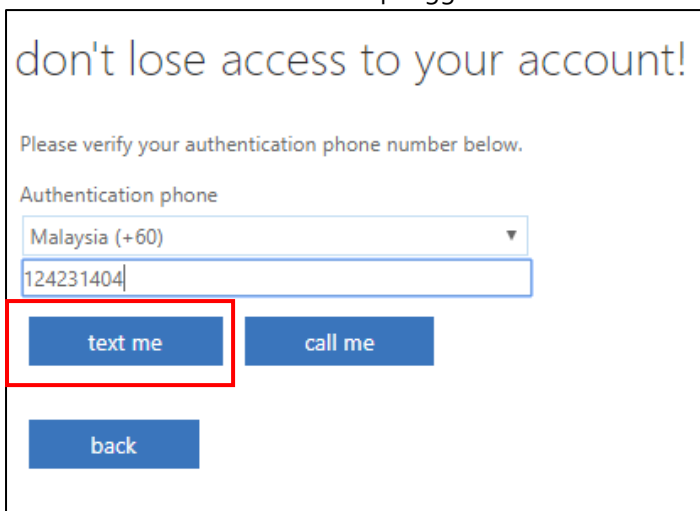 don't lose access to your account!
Please verify your authentication phone number below.
Authentication phone
Malaysia (+60)
124231404
text me call me
back